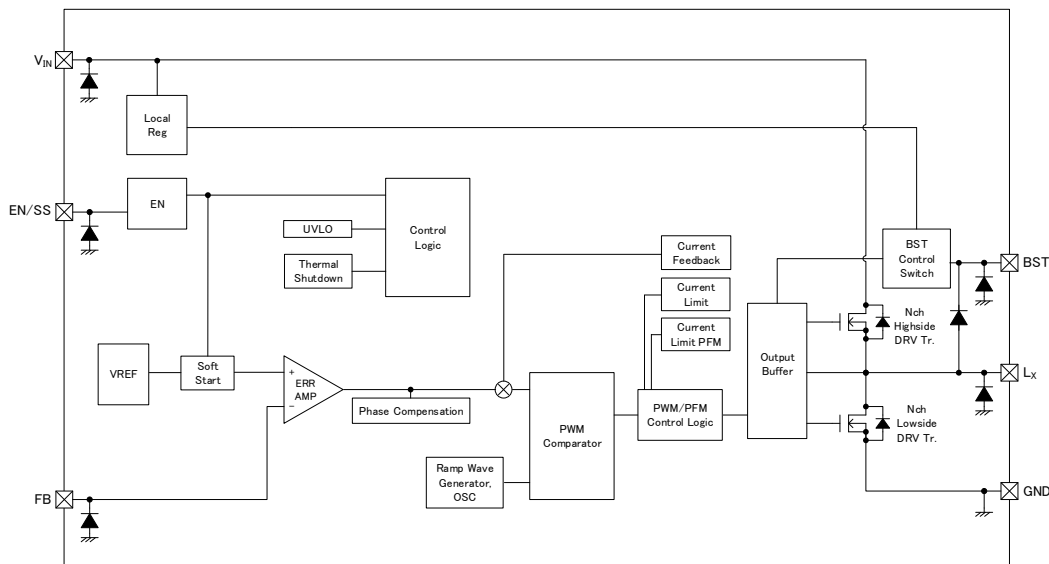 VIN
Local
Reg
EN/SS
EN
UVLO
Thermal
Shutdown
Control
Logic
Current
Feedback
BST
Control
Switch
BST
Current
Limit
Current
Limit PFM
Nch
Highside
DRV Tr.
VREF
Soft
Start
+
ERR
AMP
−
Phase Compensation
Output
Buffer
LX
PWM
Comparator
PWM/PFM
Control Logic
Nch
Lowside
DRV Tr.
Ramp Wave
Generator,
OSC
FB
GND